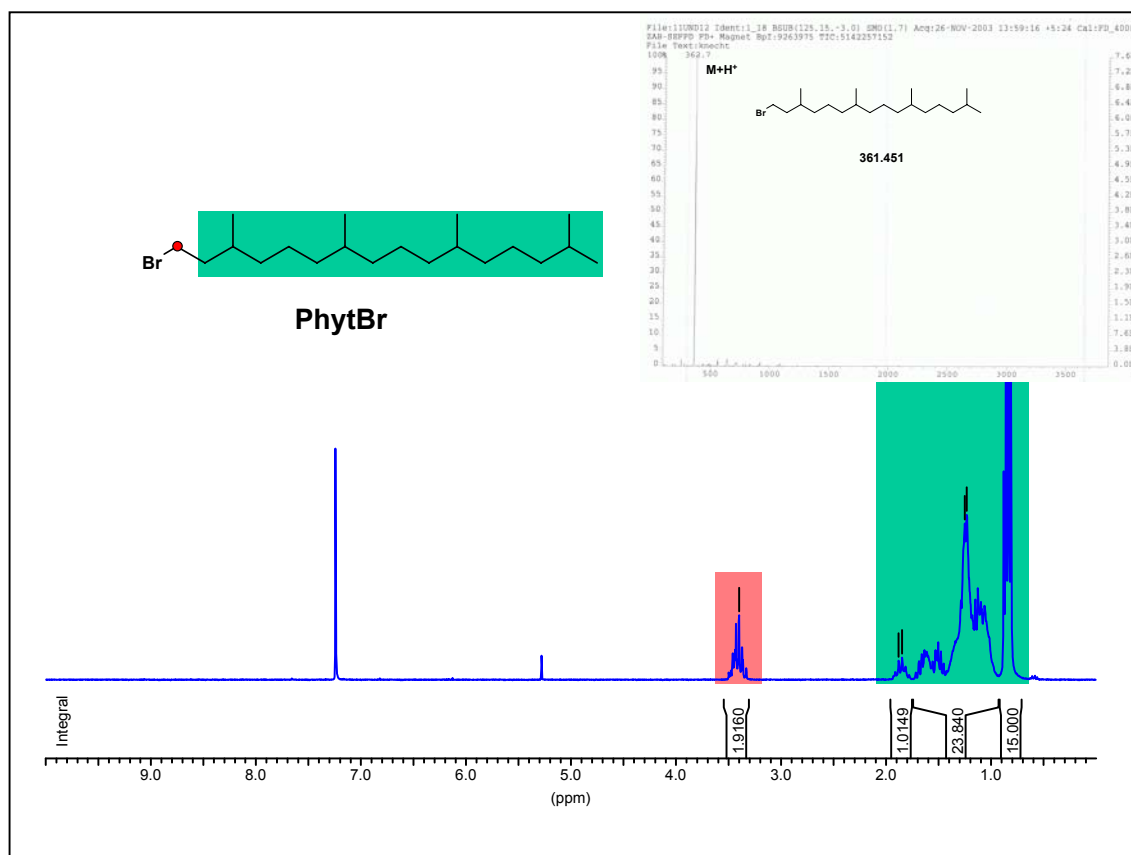 File:11UND12 Ident:1_18 BSUB(125,15,-3.0) SMO(1,7) Acq:26-NOV-2003 13:59:16 +5:24 Cal:FD_400
ZAB-SEFFD FD+ Magnet BpI:9263975 TIC:5142257152
File Text:knecht
100% 362.7
M+H+
Br
361.451
95
90
85
80
75
70
65
60
55
50
45
40
35
30
25
20
15
10
5
0
500 1000 1500 2000 2500 3000 3500
Br
PhytBr
Integral
1.9160
1.0149
23.840
15.000
9.0 8.0 7.0 6.0 5.0 4.0 3.0 2.0 1.0
(ppm)